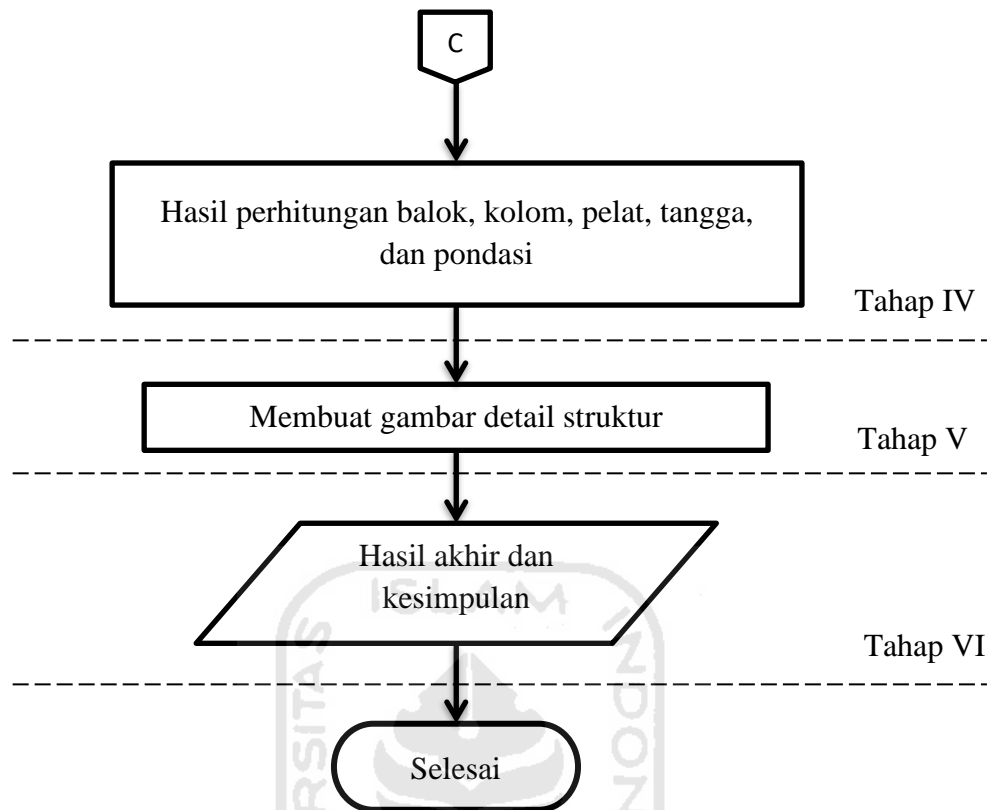 C
Hasil perhitungan balok, kolom, pelat, tangga,
dan pondasi
Tahap IV
Membuat gambar detail struktur
Tahap V
Hasil akhir dan
kesimpulan
ISLAM
Tahap VI
Selesai